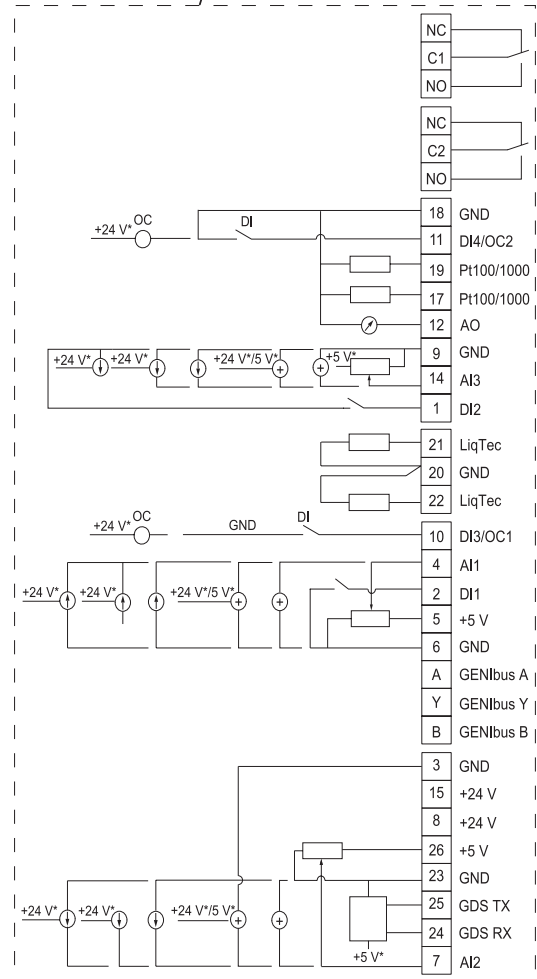 NC
C1
NO
NC
C2
NO
18 GND
+24 V* OC DI 11 DI4/OC2
19 Pt100/1000
17 Pt100/1000
12 AO
9 GND
+24 V* +24 V* +24 V*/5 V* +5 V*
+ +
14 AI3
1 DI2
21 LiqTec
20 GND
22 LiqTec
+24 V* OC GND DI 10 DI3/OC1
4 AI1
+24 V* +24 V* +24 V*/5 V* 2 DI1
+ +
5 +5 V
6 GND
A GENIbus A
Y GENIbus Y
B GENIbus B
3 GND
15 +24 V
8 +24 V
26 +5 V
23 GND
25 GDS TX
+24 V* +24 V* +24 V*/5 V*
+ +
24 GDS RX
+5 V* 7 AI2